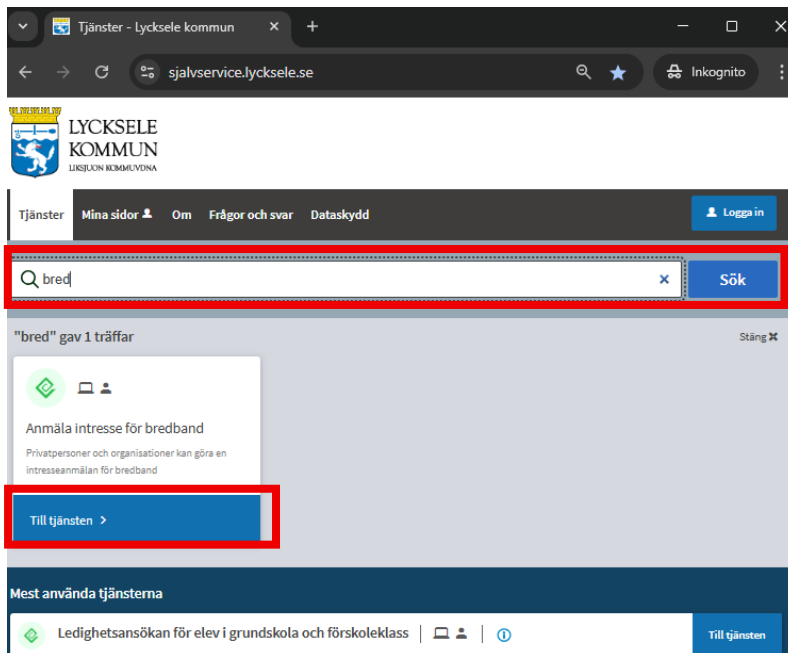 Tjänster - Lycksele kommun
sjalvservice.lycksele.se
Inkognito
LYCKSELE
KOMMUN
LIKSJUON KOMMUVDNA
Tjänster Mina sidor Om Frågor och svar Dataskydd Logga in
bred Sök
"bred" gav 1 träffar Stäng
Anmäla intresse för bredband
Privatpersoner och organisationer kan göra en
intresseanmälan för bredband
Till tjänsten
Mest använda tjänsterna
Ledighetsansökan för elev i grundskola och förskoleklass Till tjänsten